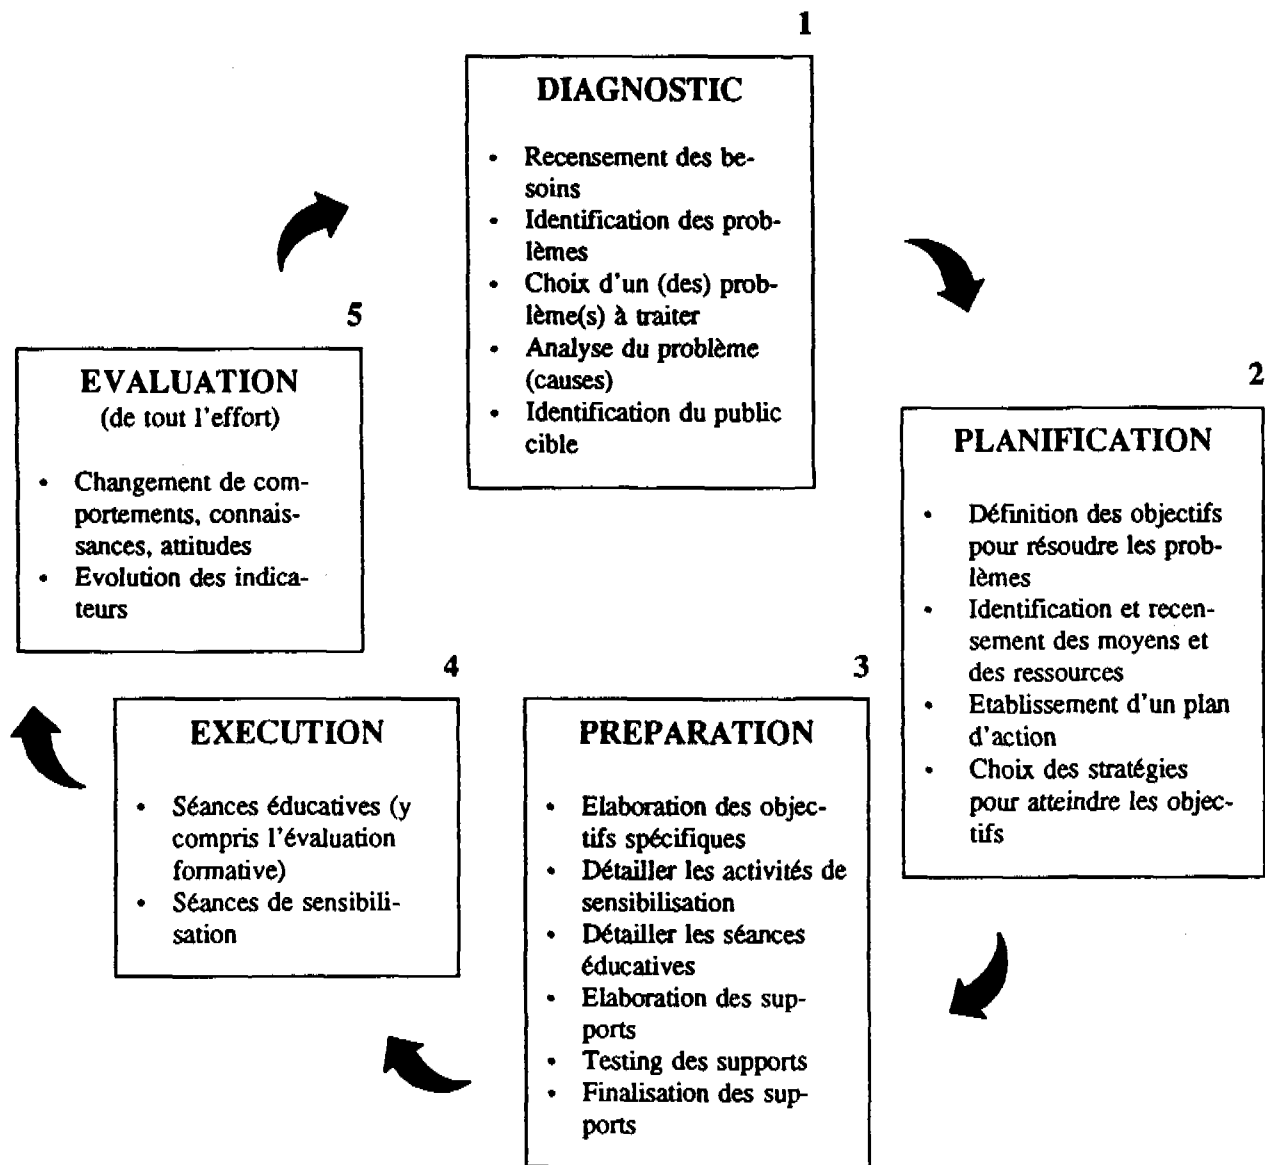 1
DIAGNOSTIC
• Recensement des be-
soins
• Identification des prob-
lèmes
• Choix d'un (des) prob-
lème(s) à traiter
• Analyse du problème
(causes)
• Identification du public
cible
2
PLANIFICATION
• Définition des objectifs
pour résoudre les prob-
lèmes
• Identification et recen-
sement des moyens et
des ressources
• Etablissement d'un plan
d'action
• Choix des stratégies
pour atteindre les objec-
tifs
3
PREPARATION
• Elaboration des objec-
tifs spécifiques
• Détailler les activités de
sensibilisation
• Détailler les séances
éducatives
• Elaboration des sup-
ports
• Testing des supports
• Finalisation des sup-
ports
4
EXECUTION
• Séances éducatives (y
compris l'évaluation
formative)
• Séances de sensibili-
sation
5
EVALUATION
(de tout l'effort)
• Changement de com-
portements, connais-
sances, attitudes
• Evolution des indica-
teurs